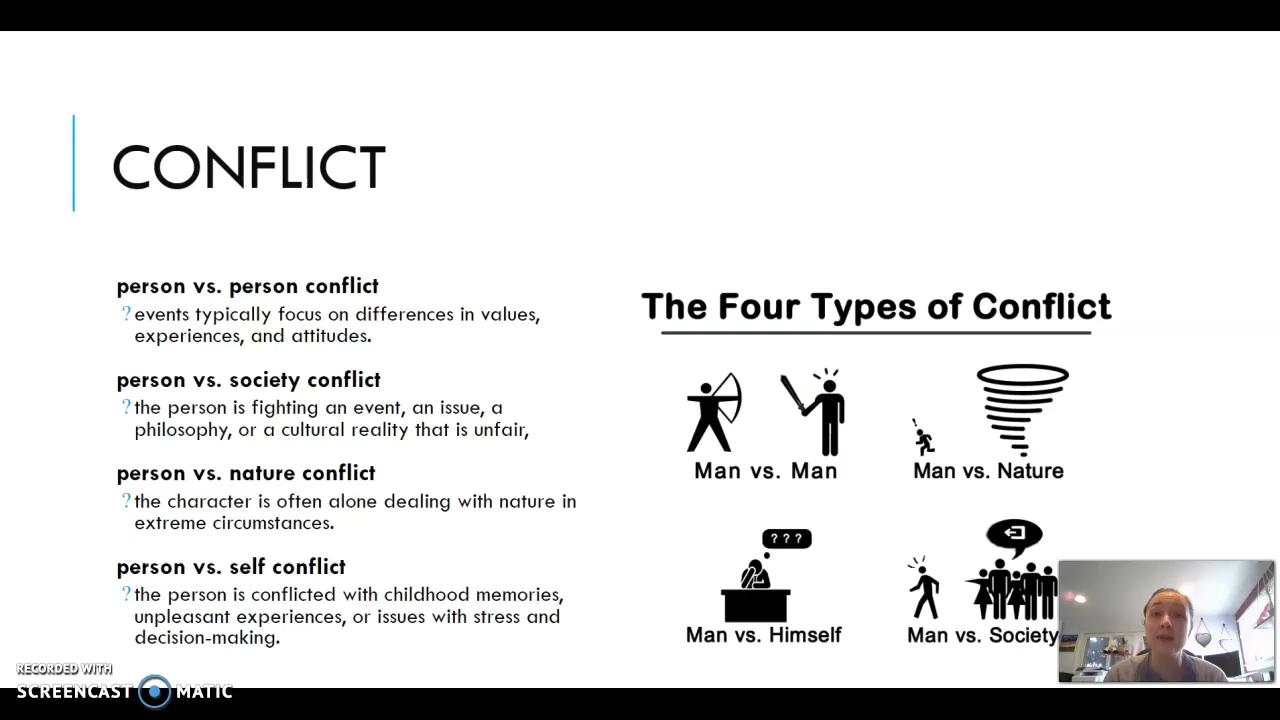 CONFLICT
person vs. person conflict
? events typically focus on differences in values,
experiences, and attitudes.
person vs. society conflict
? the person is fighting an event, an issue, a
philosophy, or a cultural reality that is unfair,
person vs. nature conflict
? the character is often alone dealing with nature in
extreme circumstances.
person vs. self conflict
? the person is conflicted with childhood memories,
unpleasant experiences, or issues with stress and
decision-making.
The Four Types of Conflict
!
Man vs. Man
Man vs. Nature
? ? ?
Man vs. Himself
Man vs. Society
RECORDED WITH
SCREENCAST MATIC